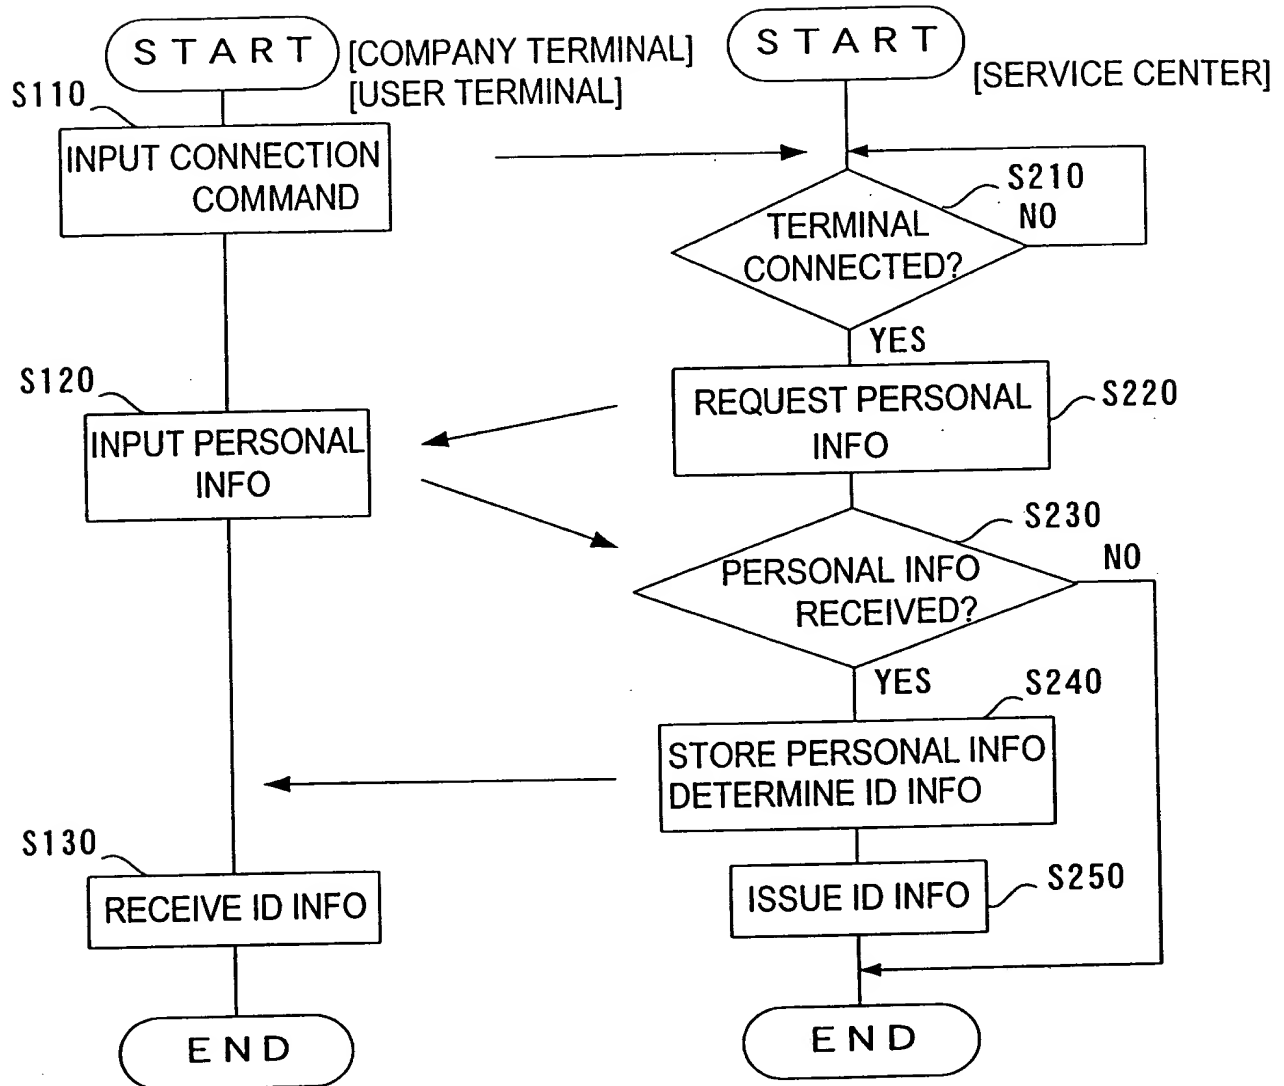 START
[COMPANY TERMINAL]
[USER TERMINAL]
S110
INPUT CONNECTION
COMMAND
S120
INPUT PERSONAL
INFO
S130
RECEIVE ID INFO
END
START
[SERVICE CENTER]
S210
TERMINAL
CONNECTED?
NO
YES
REQUEST PERSONAL
INFO
S220
S230
PERSONAL INFO
RECEIVED?
NO
YES
S240
STORE PERSONAL INFO
DETERMINE ID INFO
ISSUE ID INFO
S250
END